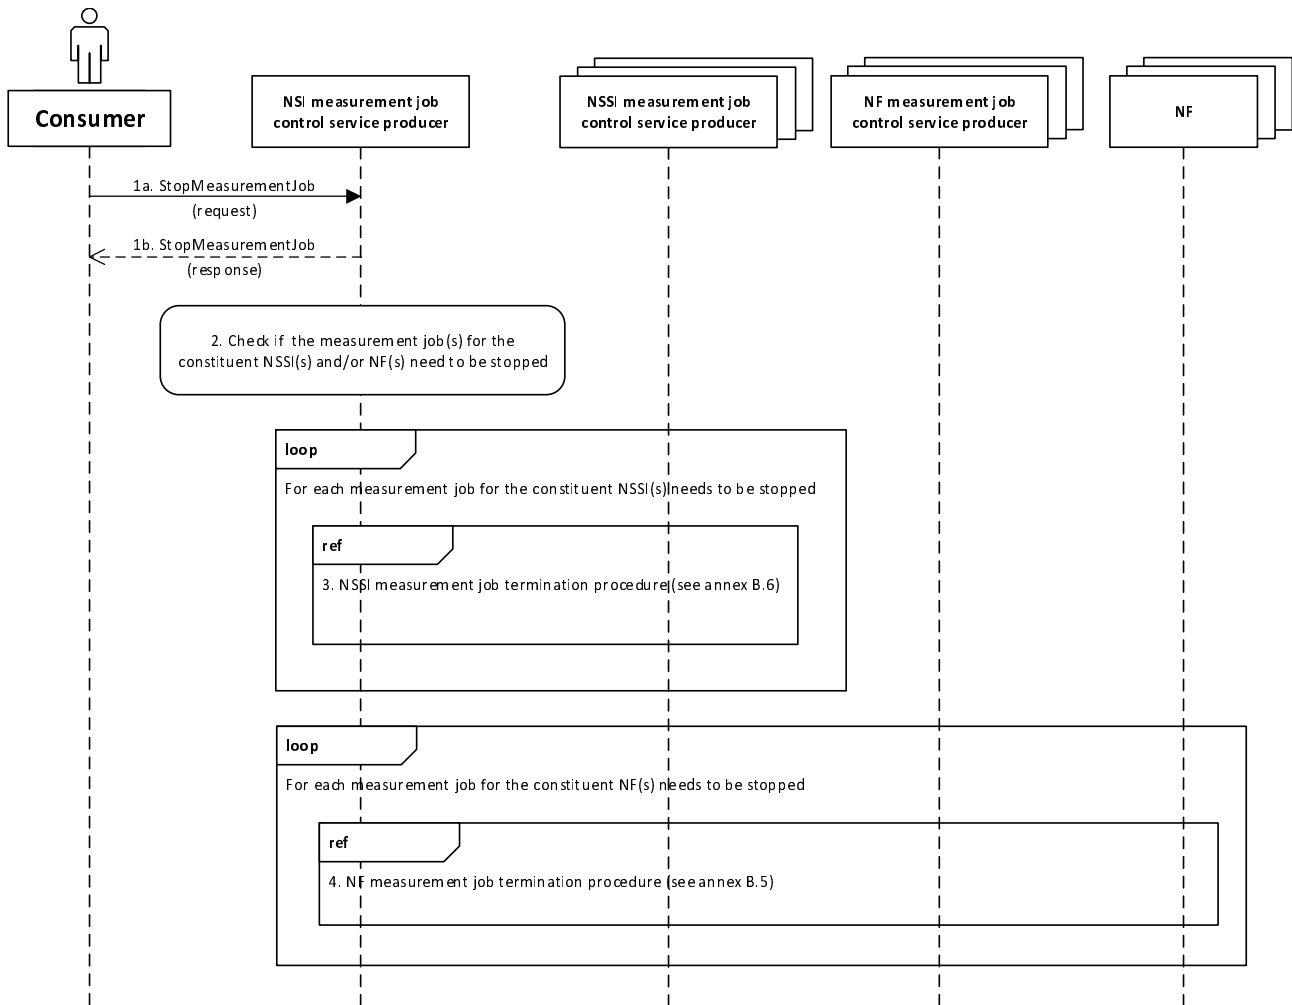 Consumer
NSI measurement job
control service producer
NSSI measurement job
control service producer
NF measurement job
control service producer
NF
1a. StopMeasurementJob
(request)
1b. StopMeasurementJob
(response)
2. Check if the measurement job(s) for the
constituent NSSI(s) and/or NF(s) need to be stopped
loop
For each measurement job for the constituent NSSI(s) needs to be stopped
ref
3. NSSI measurement job termination procedure (see annex B.6)
loop
For each measurement job for the constituent NF(s) needs to be stopped
ref
4. NF measurement job termination procedure (see annex B.5)